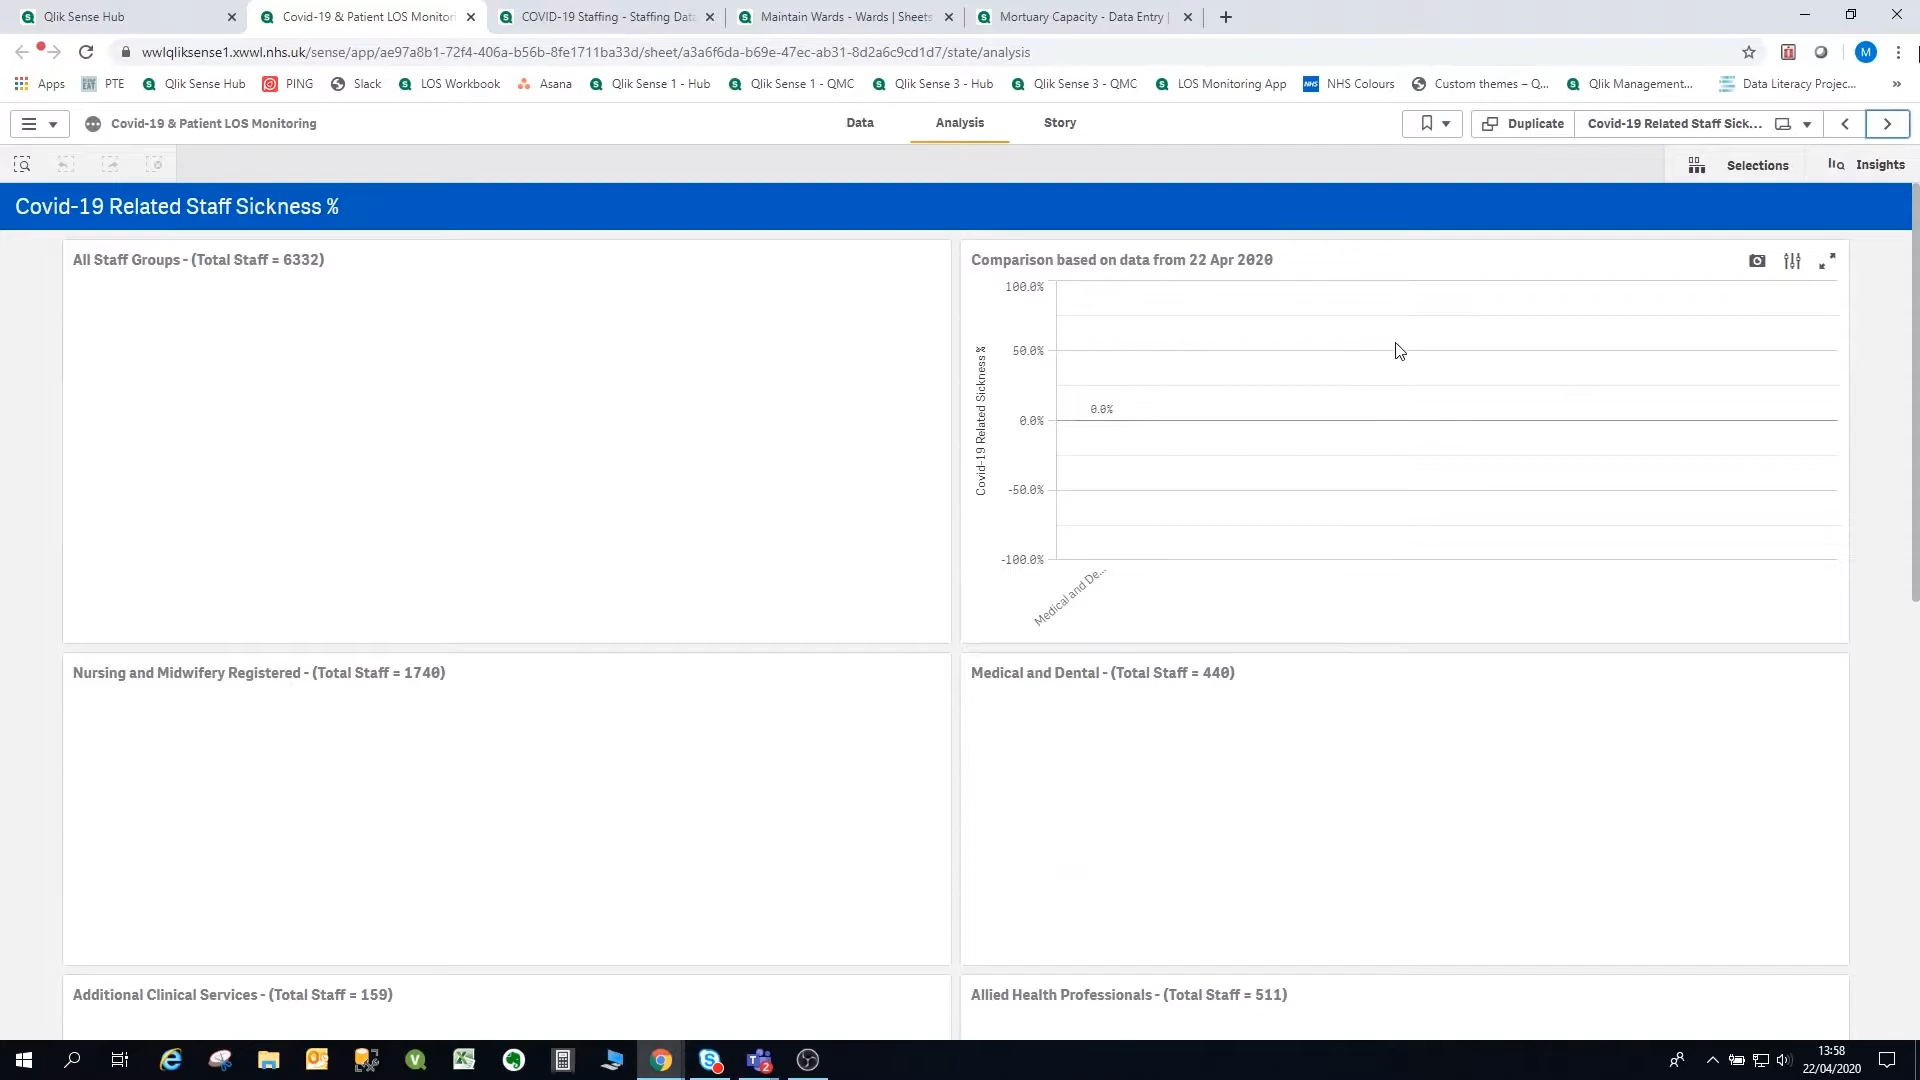 Qlik Sense Hub
Covid-19 & Patient LOS Monitori
COVID-19 Staffing - Staffing Data
Maintain Wards - Wards | Sheets
Mortuary Capacity - Data Entry |
wwlqliksense1.xwwl.nhs.uk/sense/app/ae97a8b1-72f4-406a-b56b-8fe1711ba33d/sheet/a3a6f6da-b69e-47ec-ab31-8d2a6c9cd1d7/state/analysis
M
Apps
PTE
Qlik Sense Hub
PING
Slack
LOS Workbook
Asana
Qlik Sense 1 - Hub
Qlik Sense 1 - QMC
Qlik Sense 3 - Hub
Qlik Sense 3 - QMC
LOS Monitoring App
NHS Colours
Custom themes – Q...
Qlik Management...
Data Literacy Projec...
Covid-19 & Patient LOS Monitoring
Data
Analysis
Story
Duplicate
Covid-19 Related Staff Sick...
Selections
Insights
Covid-19 Related Staff Sickness %
All Staff Groups - (Total Staff = 6332)
Comparison based on data from 22 Apr 2020
Covid-19 Related Sickness %
100.0%
50.0%
0.0%
-50.0%
-100.0%
0.0%
Medical and De...
Nursing and Midwifery Registered - (Total Staff = 1740)
Medical and Dental - (Total Staff = 440)
Additional Clinical Services - (Total Staff = 159)
Allied Health Professionals - (Total Staff = 511)
13:58
22/04/2020